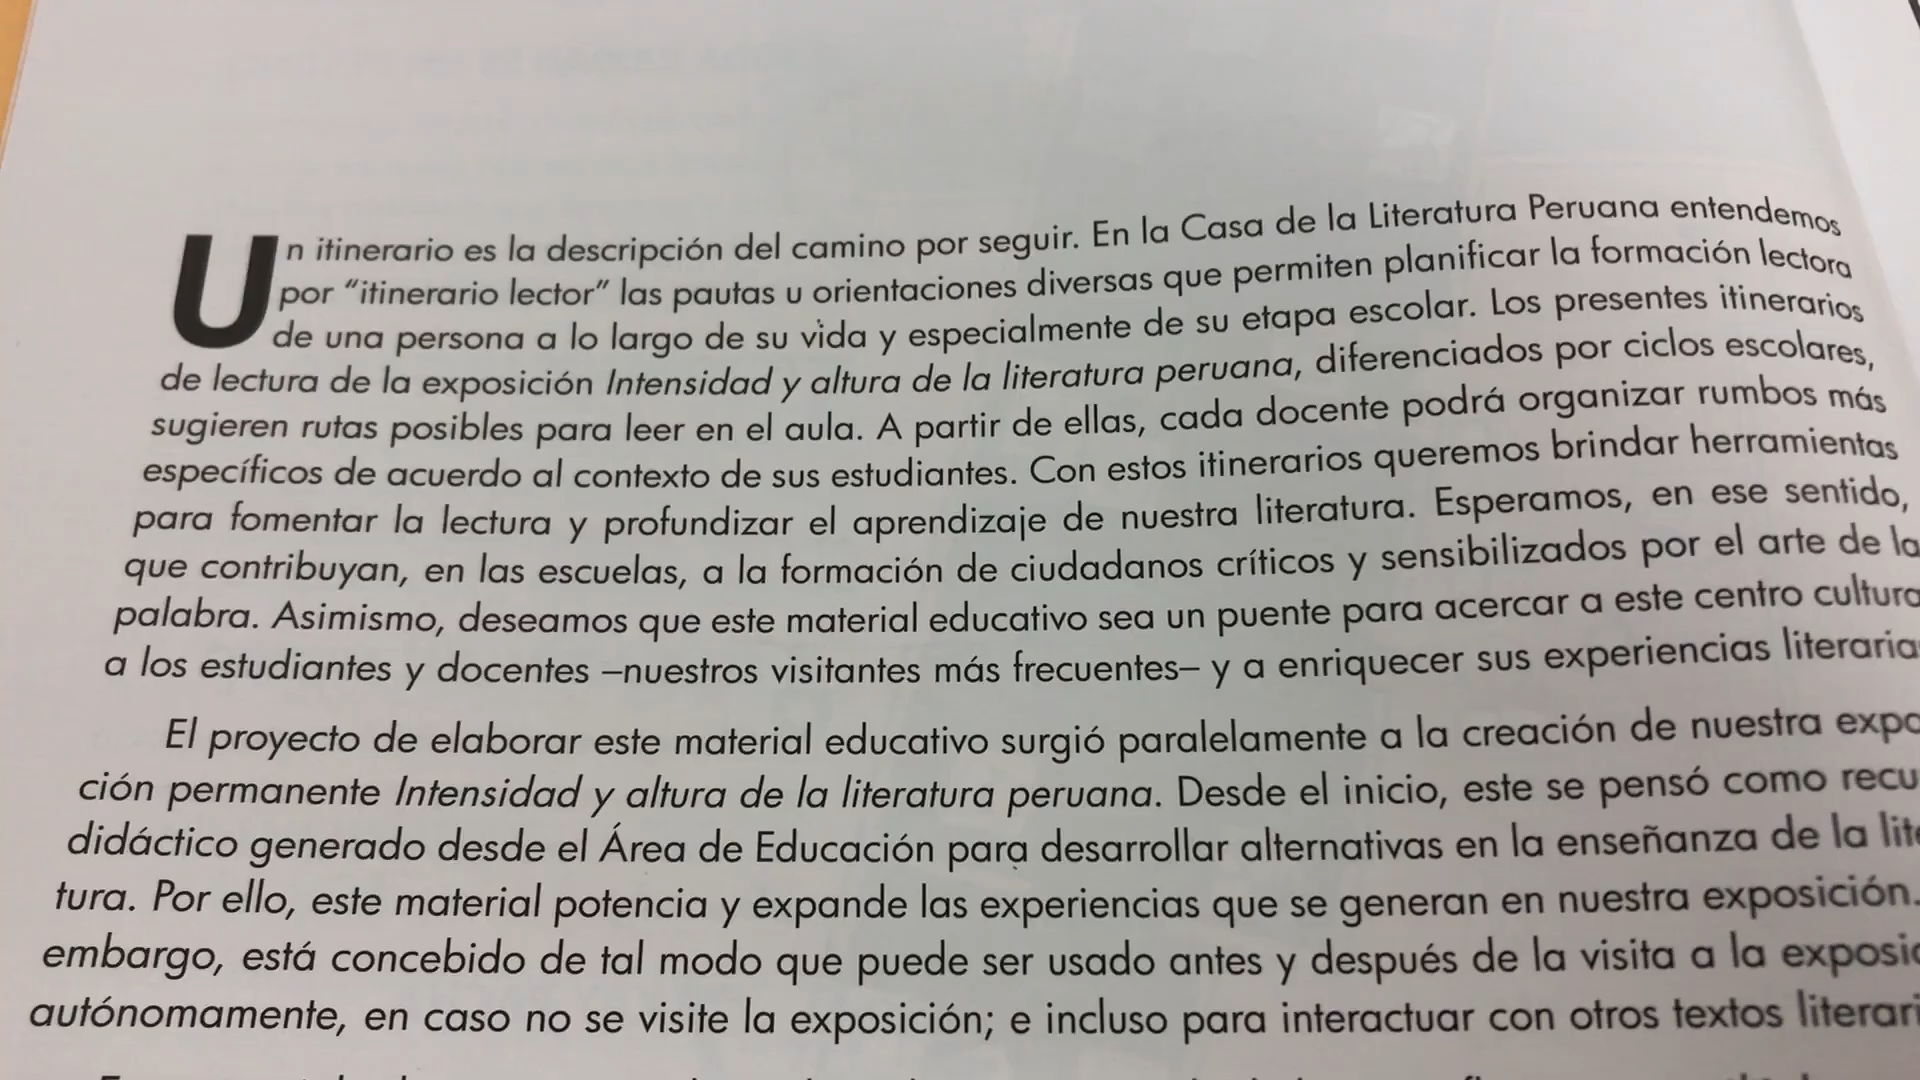 Un itinerario es la descripción del camino por seguir. En la Casa de la Literatura Peruana entendemos
por “itinerario lector” las pautas u orientaciones diversas que permiten planificar la formación lectora
de una persona a lo largo de su vida y especialmente de su etapa escolar. Los presentes itinerarios
de lectura de la exposición Intensidad y altura de la literatura peruana, diferenciados por ciclos escolares,
sugieren rutas posibles para leer en el aula. A partir de ellas, cada docente podrá organizar rumbos más
específicos de acuerdo al contexto de sus estudiantes. Con estos itinerarios queremos brindar herramientas
para fomentar la lectura y profundizar el aprendizaje de nuestra literatura. Esperamos, en ese sentido,
que contribuyan, en las escuelas, a la formación de ciudadanos críticos y sensibilizados por el arte de la
palabra. Asimismo, deseamos que este material educativo sea un puente para acercar a este centro cultura
a los estudiantes y docentes –nuestros visitantes más frecuentes– y a enriquecer sus experiencias literaria
El proyecto de elaborar este material educativo surgió paralelamente a la creación de nuestra expo
ción permanente Intensidad y altura de la literatura peruana. Desde el inicio, este se pensó como recu
didáctico generado desde el Área de Educación para desarrollar alternativas en la enseñanza de la lite
tura. Por ello, este material potencia y expande las experiencias que se generan en nuestra exposición.
embargo, está concebido de tal modo que puede ser usado antes y después de la visita a la exposic
autónomamente, en caso no se visite la exposición; e incluso para interactuar con otros textos literari